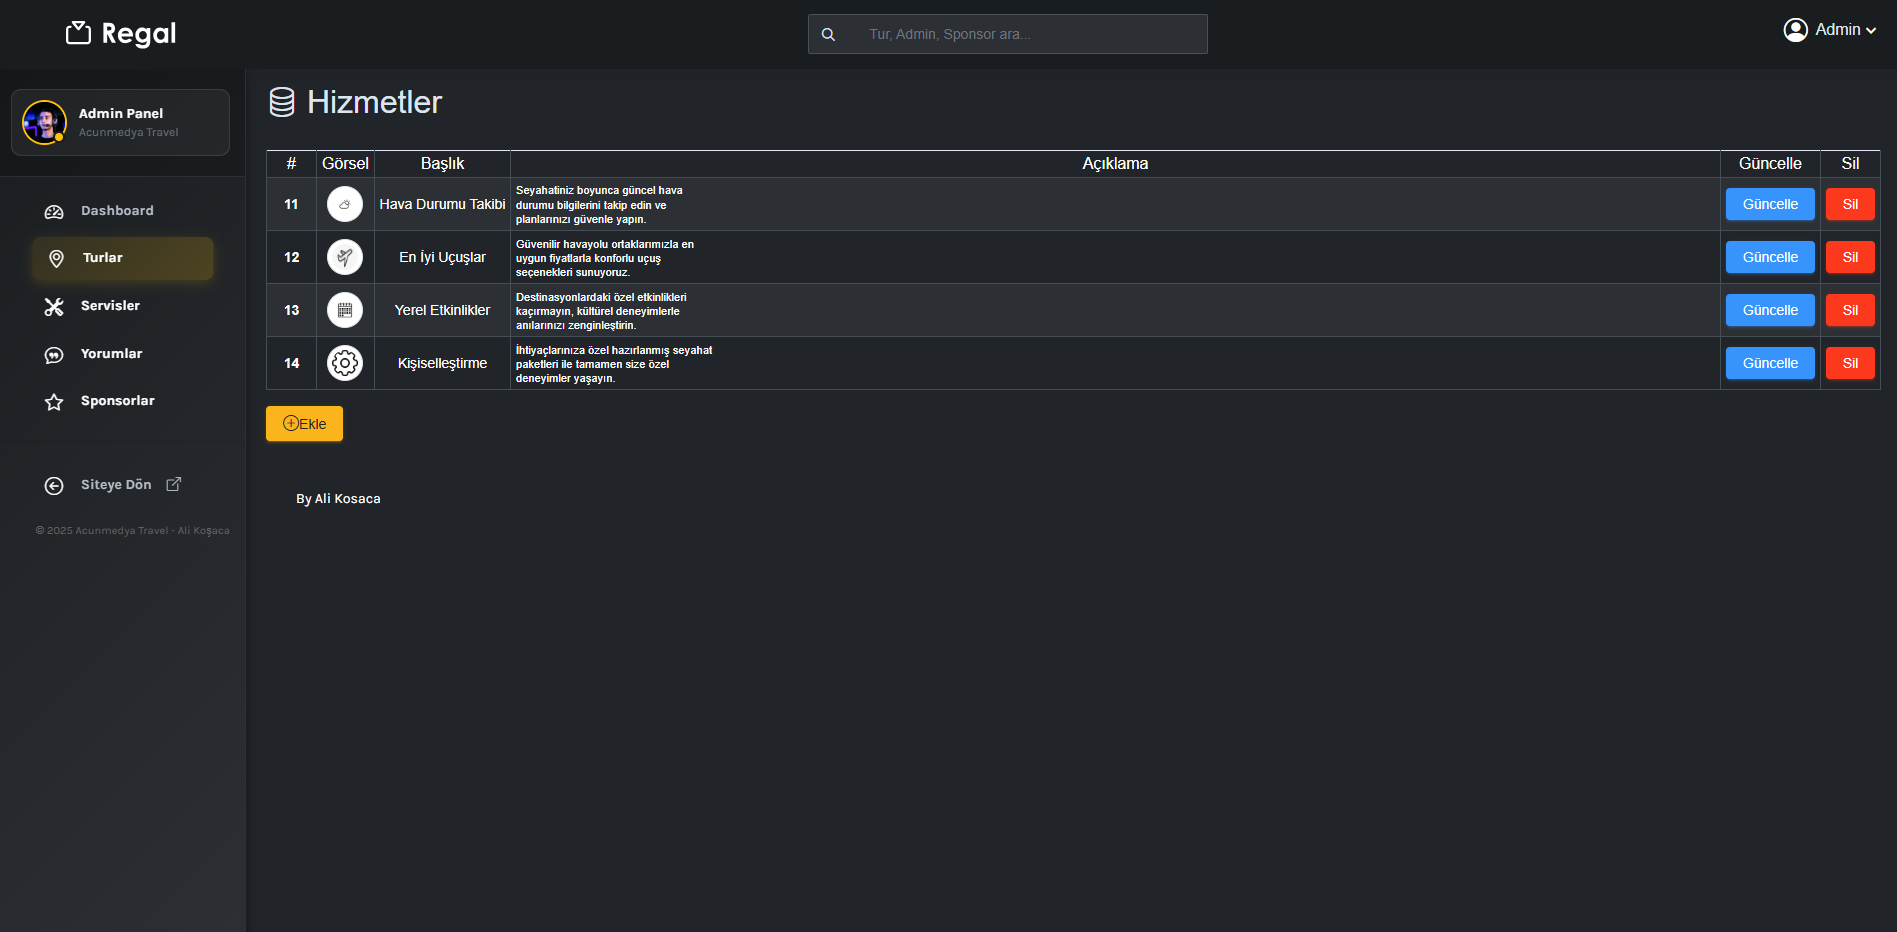 Regal
Tur, Admin, Sponsor ara...
Admin
Admin Panel
Acunmedya Travel
Dashboard
Turlar
Servisler
Yorumlar
Sponsorlar
Siteye Dön
© 2025 Acunmedya Travel - Ali Koşaca
Hizmetler
# Görsel Başlık Açıklama Güncelle Sil
11 Hava Durumu Takibi
Seyahatiniz boyunca güncel hava
durumu bilgilerini takip edin ve
planlarınızı güvenle yapın.
Güncelle Sil
12 En İyi Uçuşlar
Güvenilir havayolu ortaklarımızla en
uygun fiyatlarla konforlu uçuş
seçenekleri sunuyoruz.
Güncelle Sil
13 Yerel Etkinlikler
Destinasyonlardaki özel etkinlikleri
kaçırmayın, kültürel deneyimlerle
anılarınızı zenginleştirin.
Güncelle Sil
14 Kişiselleştirme
İhtiyaçlarınıza özel hazırlanmış seyahat
paketleri ile tamamen size özel
deneyimler yaşayın.
Güncelle Sil
Ekle
By Ali Kosaca